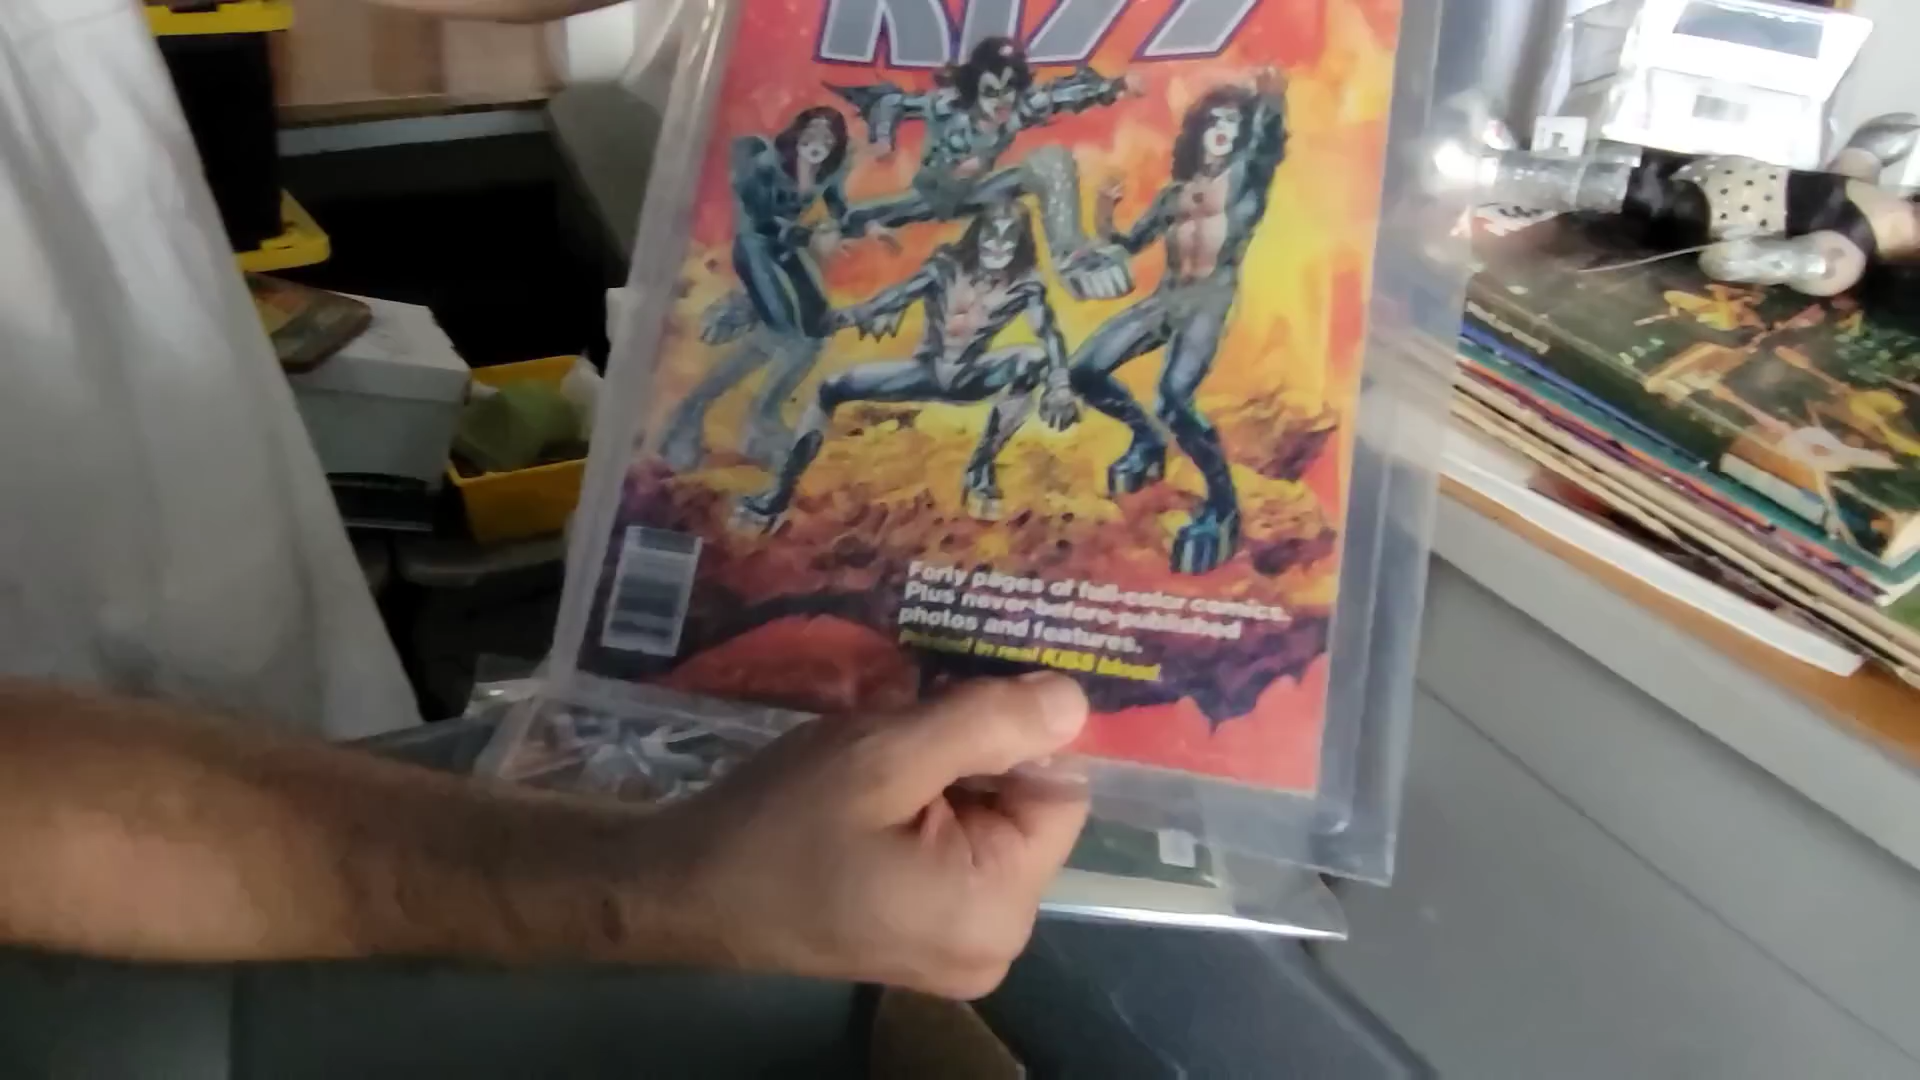 KISS
Forty pages of full-color comics.
Plus never-before-published
photos and features.
Printed in real KISS blood